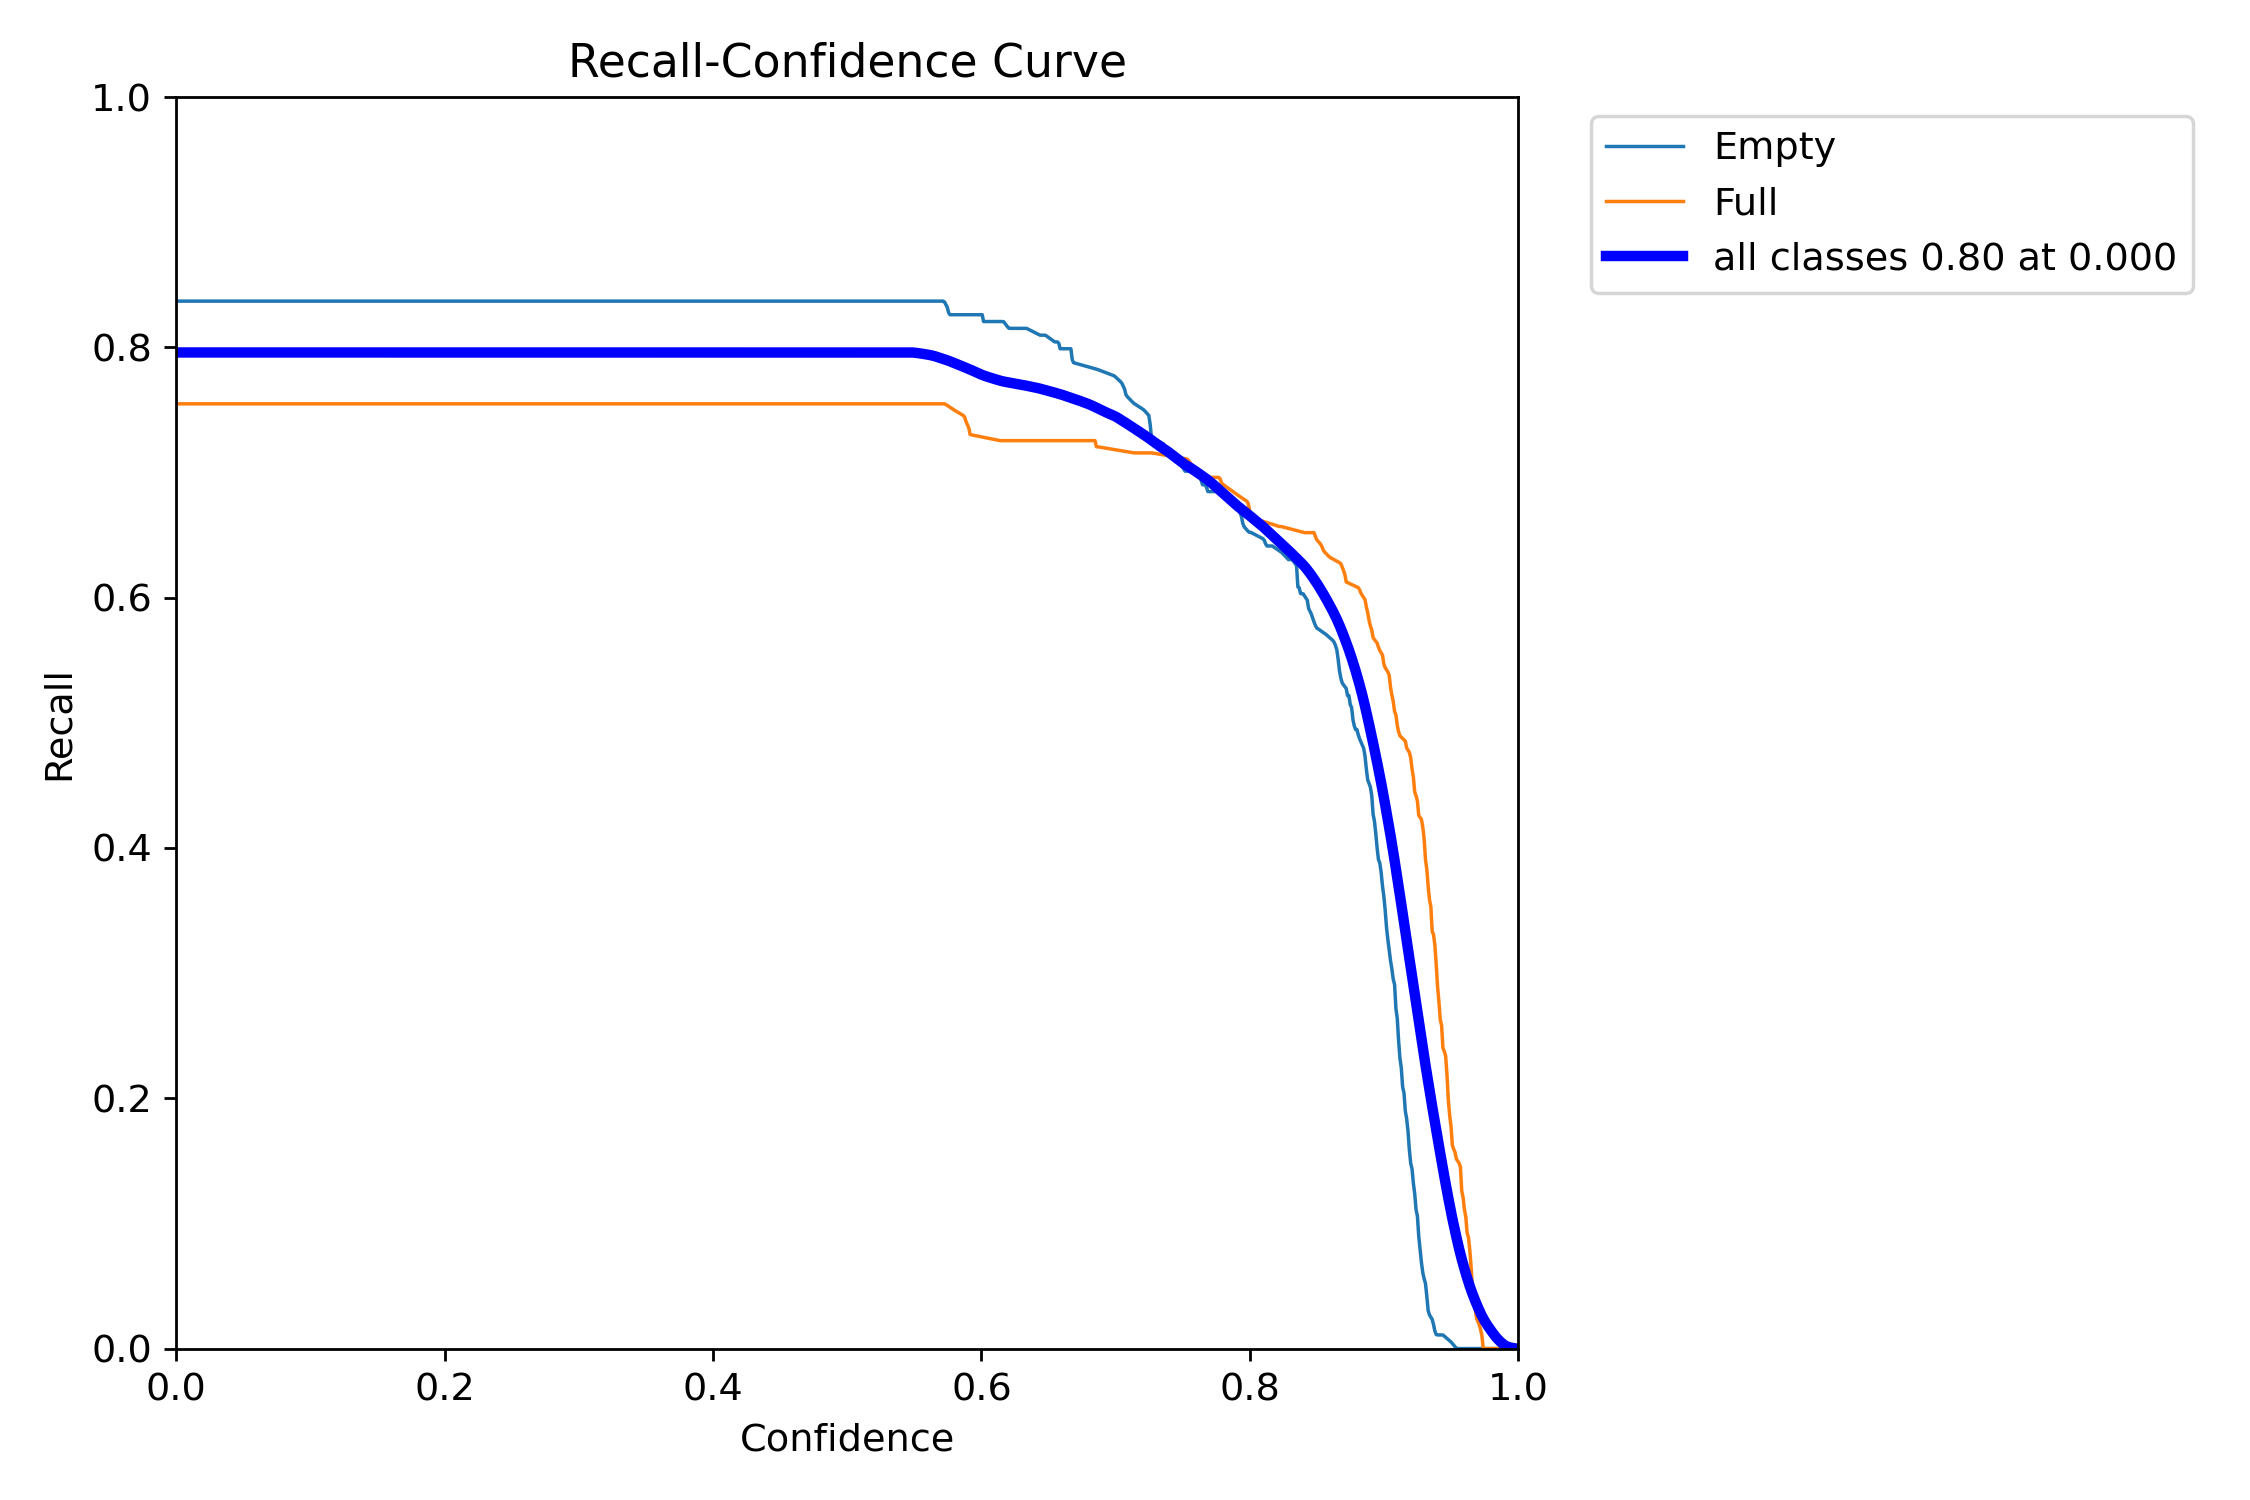 Recall-Confidence Curve
1.0
0.8
0.6
0.4
0.2
0.0
Recall
0.0 0.2 0.4 0.6 0.8 1.0
Confidence
Empty
Full
all classes 0.80 at 0.000